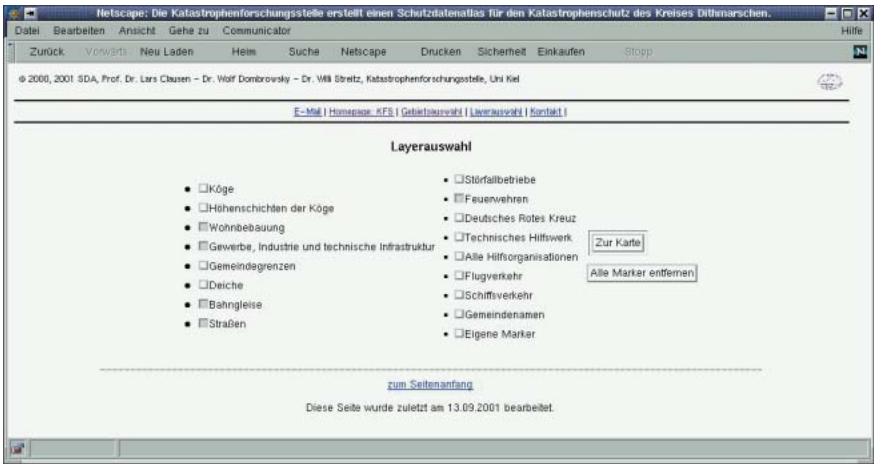 Netscape: Die Katastrophenforschungsstelle erstellt einen Schutzdatenatlas für den Katastrophenschutz des Kreises Dithmarschen.
Datei Bearbeiten Ansicht Gehe zu Communicator Hilfe
Zurück Vorwärts Neu Laden Heim Suche Netscape Drucken Sicherheit Einkaufen Stopp N
© 2000, 2001 SDA, Prof. Dr. Lars Clausen – Dr. Wolf Dombrowsky – Dr. Willi Streitz, Katastrophenforschungsstelle, Uni Kiel
E-Mail | Homepage: KFS | Gebietsauswahl | Layerauswahl | Kontakt |
Layerauswahl
Köge
Höhenschichten der Köge
Wohnbebauung
Gewerbe, Industrie und technische Infrastruktur
Gemeindegrenzen
Deiche
Bahngleise
Straßen
Störfallbetriebe
Feuerwehren
Deutsches Rotes Kreuz
Technisches Hilfswerk
Alle Hilfsorganisationen
Flugverkehr
Schiffsverkehr
Gemeindenamen
Eigene Marker
Zur Karte
Alle Marker entfernen
zum Seitenanfang
Diese Seite wurde zuletzt am 13.09.2001 bearbeitet.